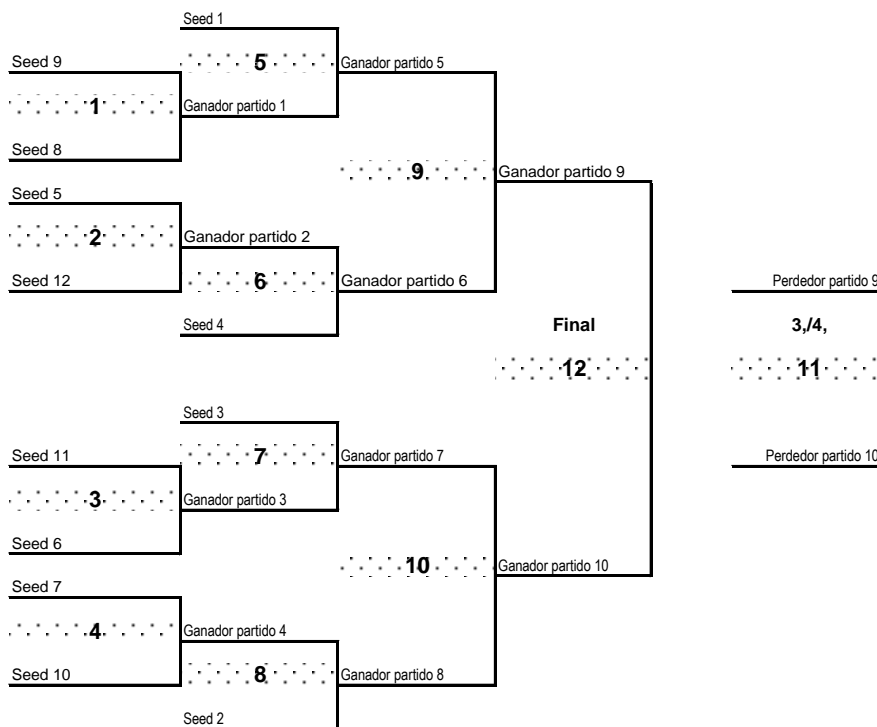 Seed 1
Seed 9
5
Ganador partido 5
1
Ganador partido 1
Seed 8
9
Ganador partido 9
Seed 5
2
Ganador partido 2
Seed 12
6
Ganador partido 6
Perdedor partido 9
Seed 4
Final
3,/4,
12
11
Seed 3
Seed 11
7
Ganador partido 7
Perdedor partido 10
3
Ganador partido 3
Seed 6
10
Ganador partido 10
Seed 7
4
Ganador partido 4
Seed 10
8
Ganador partido 8
Seed 2